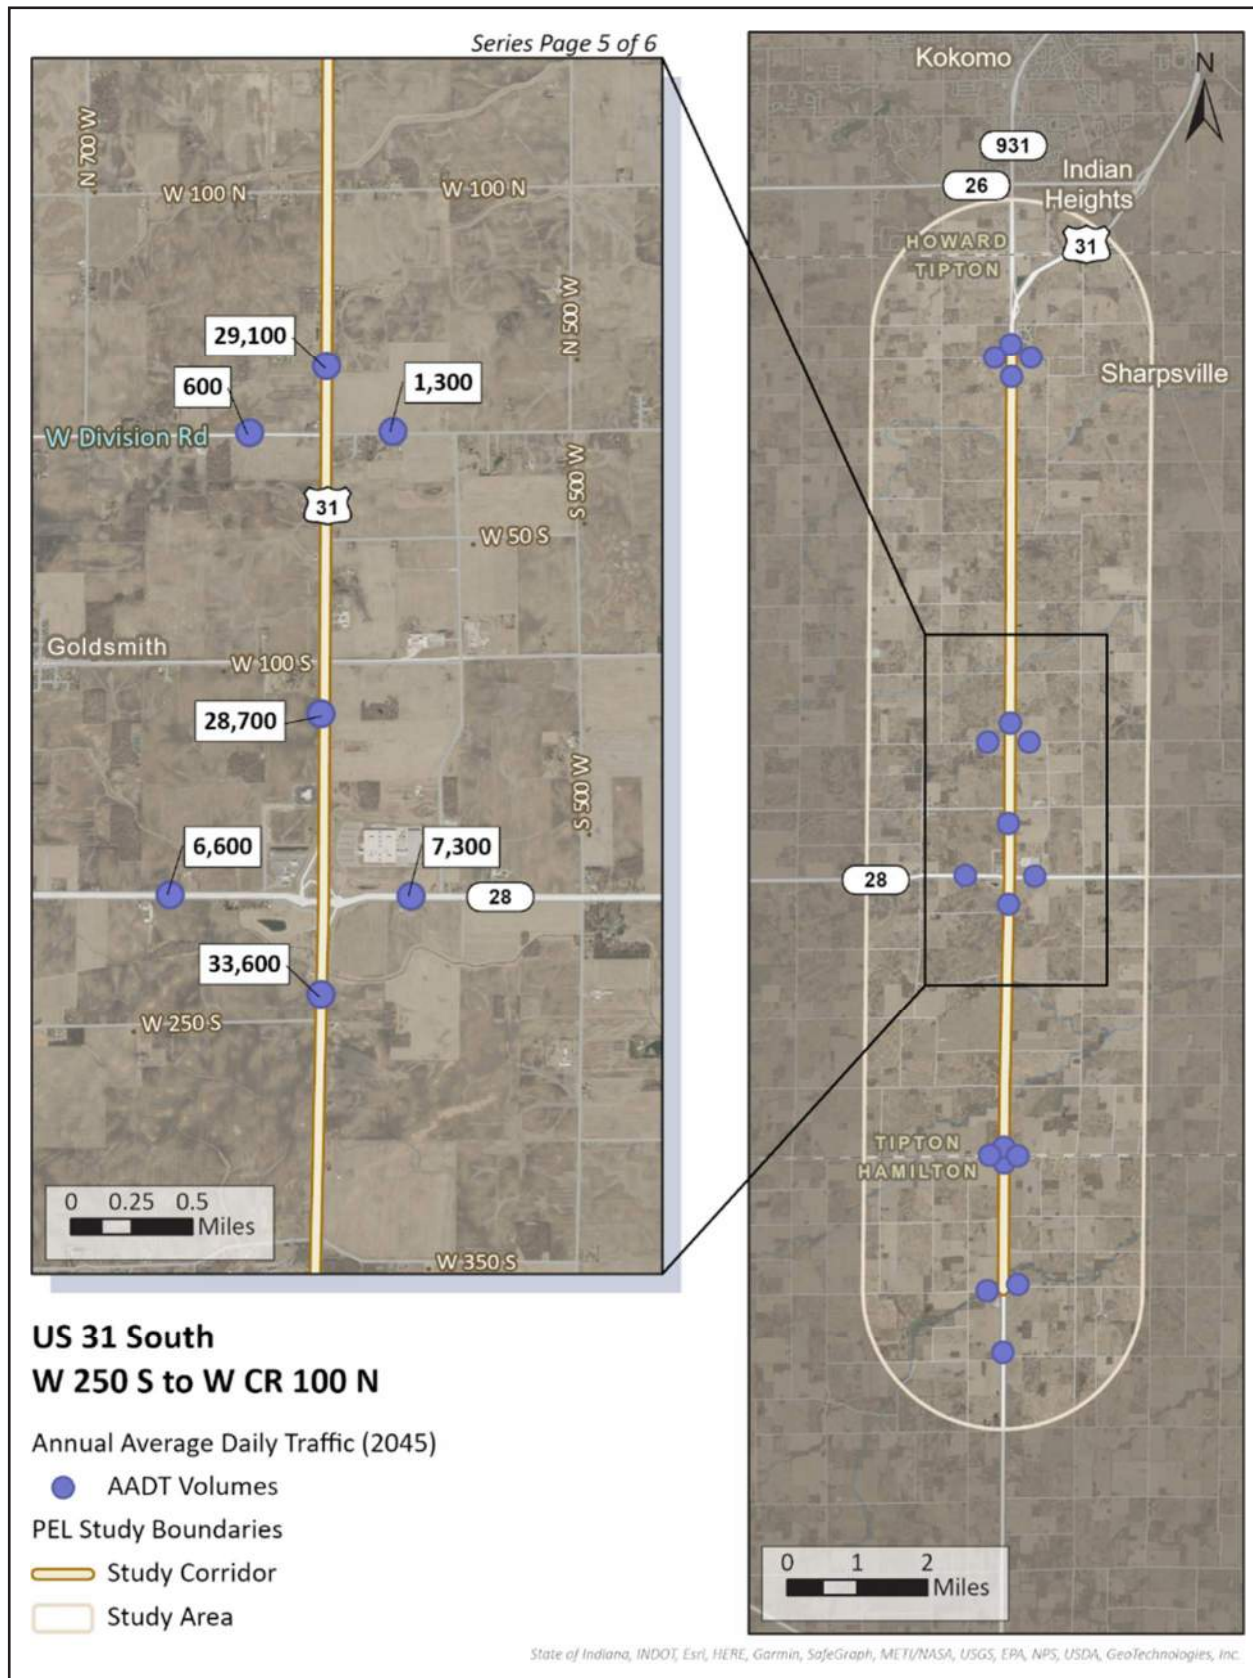 Series Page 5 of 6
N 700 W
W 100 N
W 100 N
N 500 W
29,100
600
1,300
W Division Rd
S 500 W
31
W 50 S
Goldsmith
W 100 S
28,700
S 500 W
6,600
7,300
28
33,600
W 250 S
0 0.25 0.5
Miles
W 350 S
Kokomo
N
931
Indian
Heights
26
HOWARD
TIPTON
31
Sharpsville
28
TIPTON
HAMILTON
0 1 2
Miles
US 31 South
W 250 S to W CR 100 N
Annual Average Daily Traffic (2045)
AADT Volumes
PEL Study Boundaries
Study Corridor
Study Area
State of Indiana, INDOT, Esri, HERE, Garmin, SafeGraph, METI/NASA, USGS, EPA, NPS, USDA, GeoTechnologies, Inc.